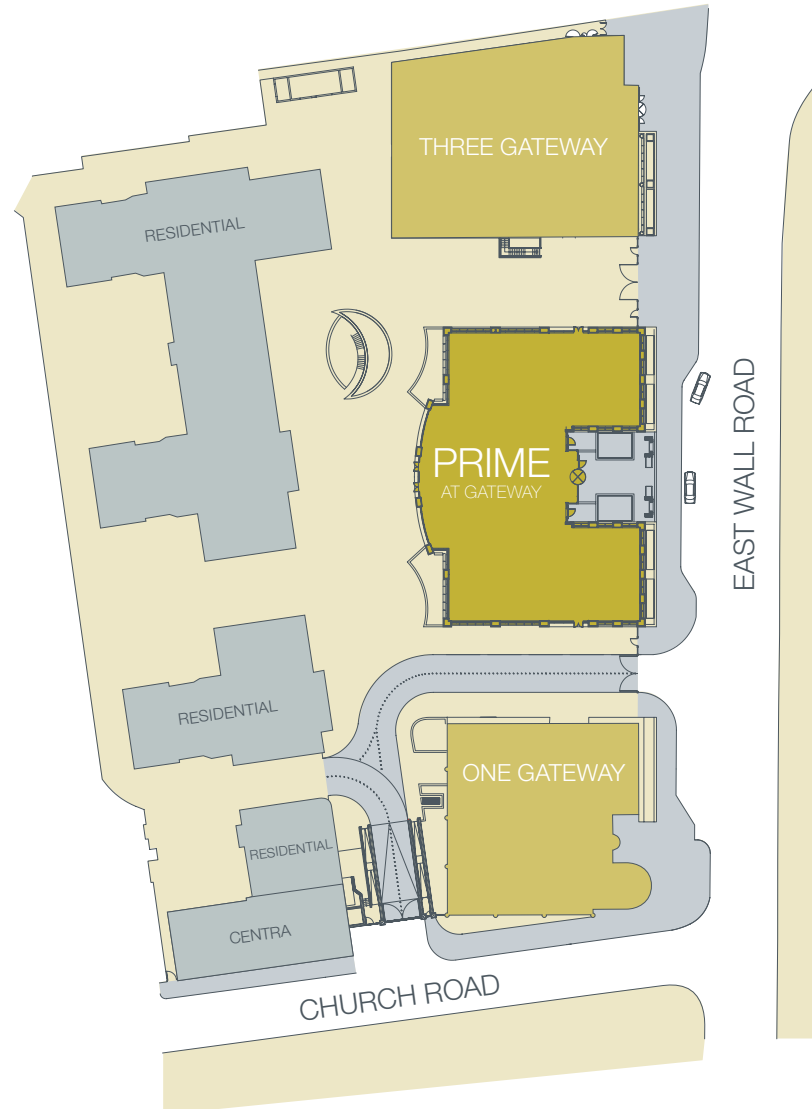 THREE GATEWAY
RESIDENTIAL
PRIME
AT GATEWAY
EAST WALL ROAD
RESIDENTIAL
ONE GATEWAY
RESIDENTIAL
CENTRA
CHURCH ROAD